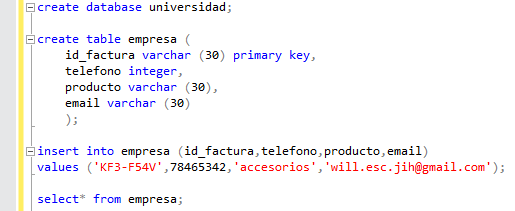 create database universidad;
create table empresa (
id_factura varchar (30) primary key,
telefono integer,
producto varchar (30),
email varchar (30)
);
insert into empresa (id_factura,telefono,producto,email)
values ('KF3-F54V',78465342,'accesorios','will.esc.jih@gmail.com');
select* from empresa;